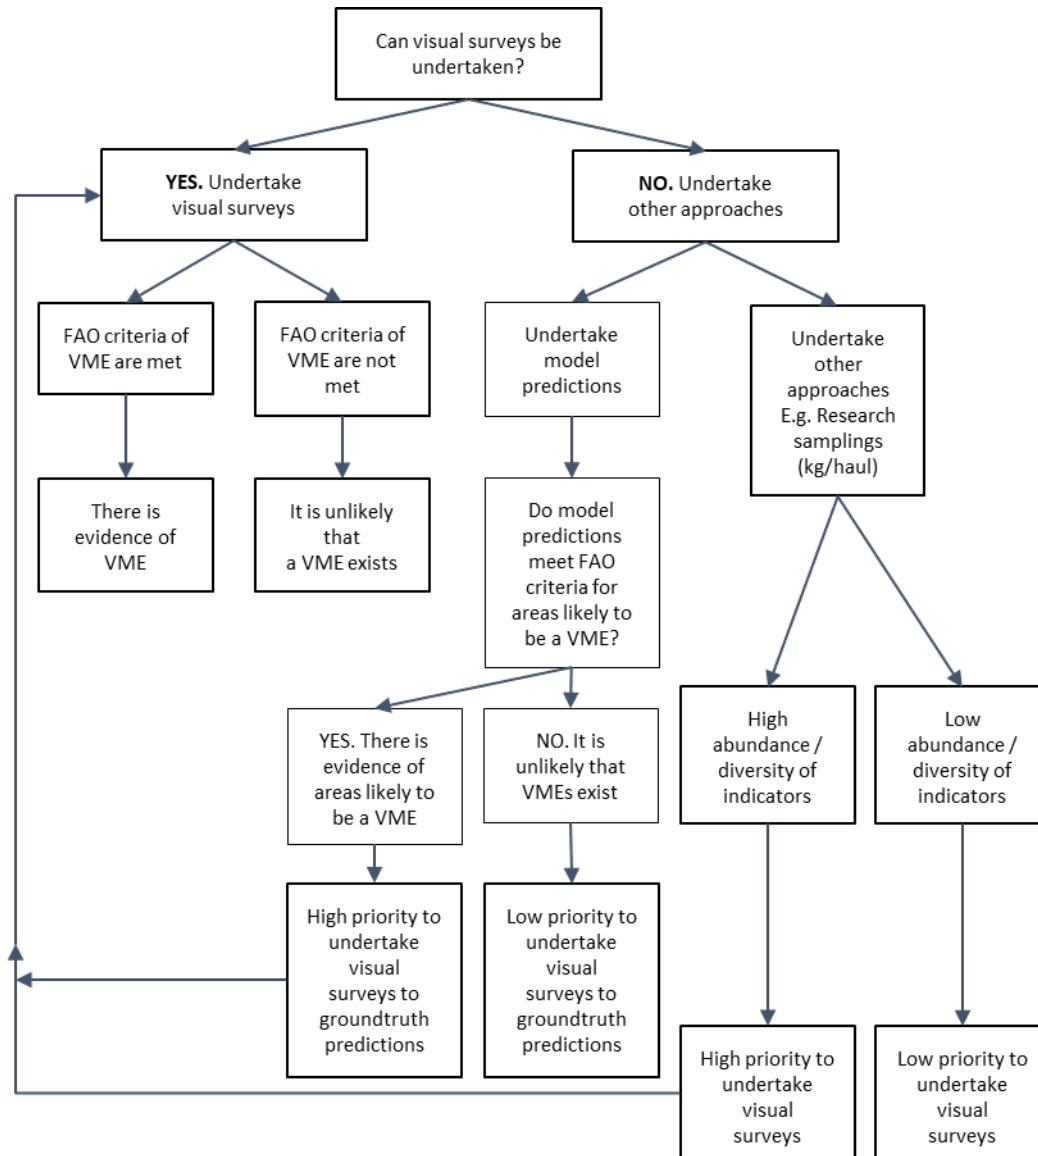 Can visual surveys be
undertaken?
YES. Undertake
visual surveys
NO. Undertake
other approaches
FAO criteria of
VME are met
FAO criteria of
VME are not
met
Undertake
model
predictions
Undertake
other
approaches
E.g. Research
samplings
(kg/haul)
There is
evidence of
VME
It is unlikely
that
a VME exists
Do model
predictions
meet FAO
criteria for
areas likely to
be a VME?
YES. There is
evidence of
areas likely to
be a VME
NO. It is
unlikely that
VMEs exist
High
abundance /
diversity of
indicators
Low
abundance /
diversity of
indicators
High priority to
undertake
visual
surveys to
groundtruth
predictions
Low priority to
undertake
visual
surveys to
groundtruth
predictions
High priority to
undertake
visual
surveys
Low priority to
undertake
visual
surveys